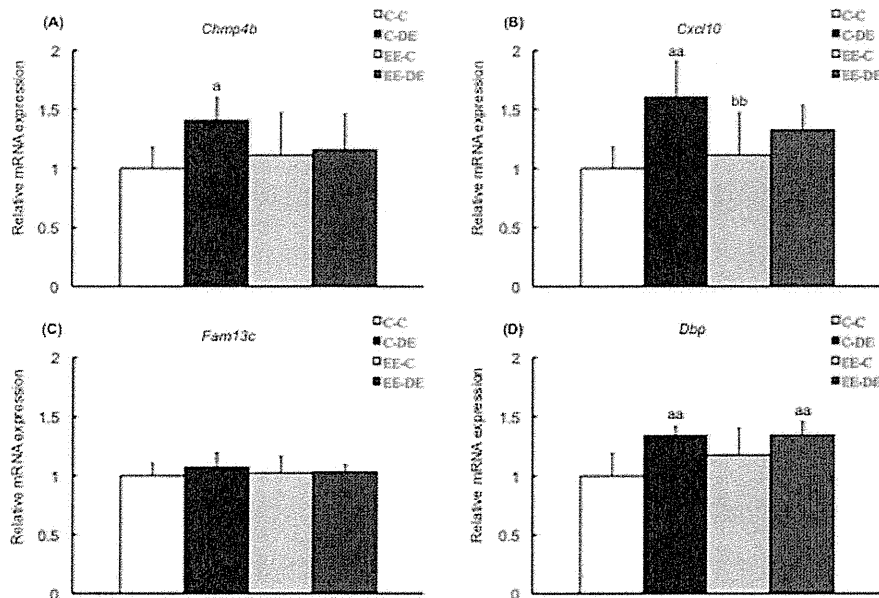 (A)
Chmp4b
C-C
C-DE
EE-C
EE-DE
Relative mRNA expression
2
1.5
1
0.5
0
a
(B)
Cxcl10
C-C
C-DE
EE-C
EE-DE
Relative mRNA expression
2
1.5
1
0.5
0
aa
bb
(C)
Fam13c
C-C
C-DE
EE-C
EE-DE
Relative mRNA expression
2
1.5
1
0.5
0
(D)
Dbp
C-C
C-DE
EE-C
EE-DE
Relative mRNA expression
2
1.5
1
0.5
0
aa
aa